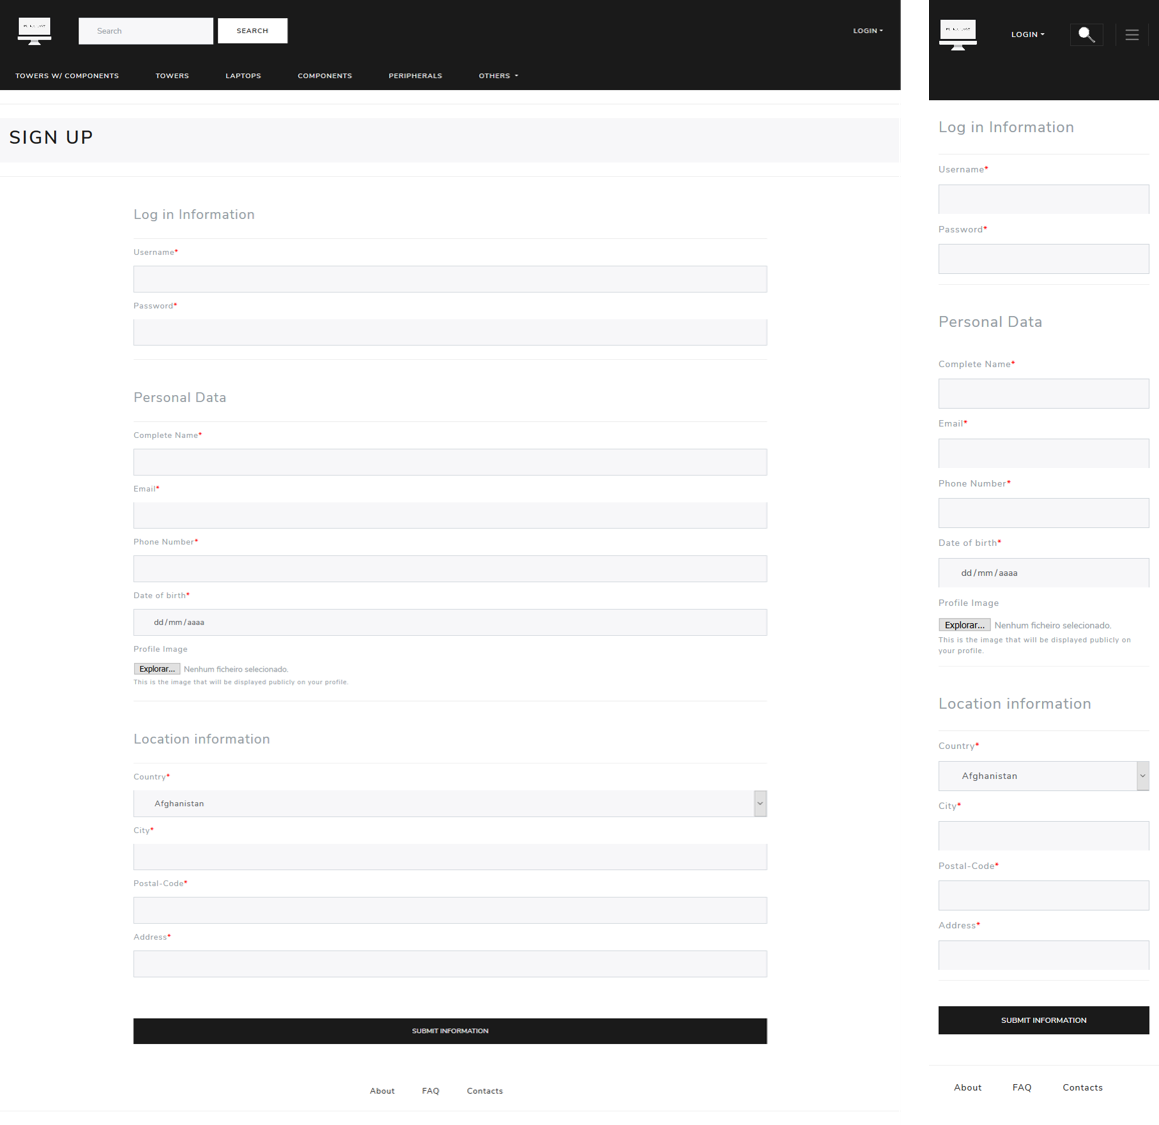 Search
SEARCH
LOGIN
TOWERS W/ COMPONENTS
TOWERS
LAPTOPS
COMPONENTS
PERIPHERALS
OTHERS
SIGN UP
Log in Information
Username*
Password*
Personal Data
Complete Name*
Email*
Phone Number*
Date of birth*
dd/mm/aaaa
Profile Image
Explorar... Nenhum ficheiro selecionado.
This is the image that will be displayed publicly on your profile.
Location information
Country*
Afghanistan
City*
Postal-Code*
Address*
SUBMIT INFORMATION
About
FAQ
Contacts
LOGIN
Log in Information
Username*
Password*
Personal Data
Complete Name*
Email*
Phone Number*
Date of birth*
dd/mm/aaaa
Profile Image
Explorar... Nenhum ficheiro selecionado.
This is the image that will be displayed publicly on
your profile.
Location information
Country*
Afghanistan
City*
Postal-Code*
Address*
SUBMIT INFORMATION
About
FAQ
Contacts